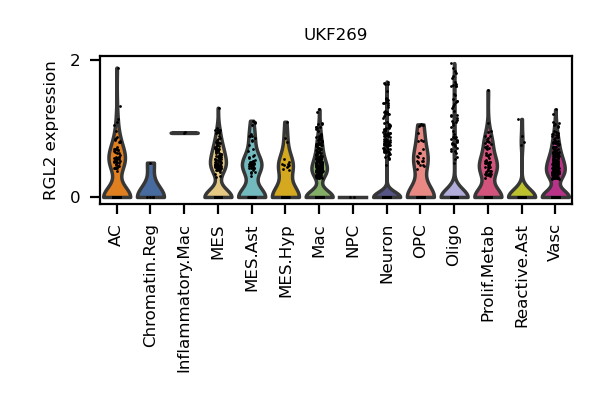 UKF269
RGL2 expression
2
0
AC
Chromatin.Reg
Inflammatory.Mac
MES
MES.Ast
MES.Hyp
Mac
NPC
Neuron
OPC
Oligo
Prolif.Metab
Reactive.Ast
Vasc